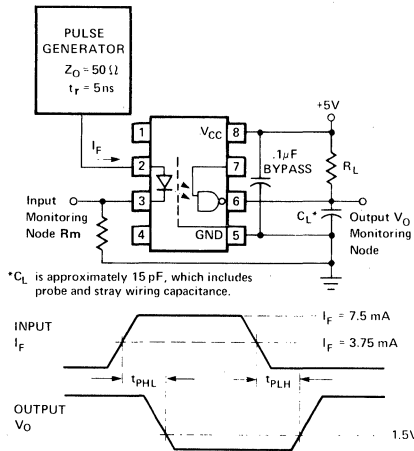 PULSE
GENERATOR
Z_O = 50 Ω
t_r = 5 ns
+5V
1
V_CC
8
I_F
.1μF
BYPASS
R_L
2
7
Input
Monitoring
Node Rm
3
6
C_L*
Output V_O
Monitoring
Node
4
GND
5
*C_L is approximately 15 pF, which includes
probe and stray wiring capacitance.
INPUT
I_F
I_F = 7.5 mA
I_F = 3.75 mA
t_PHL
t_PLH
OUTPUT
V_O
1.5V